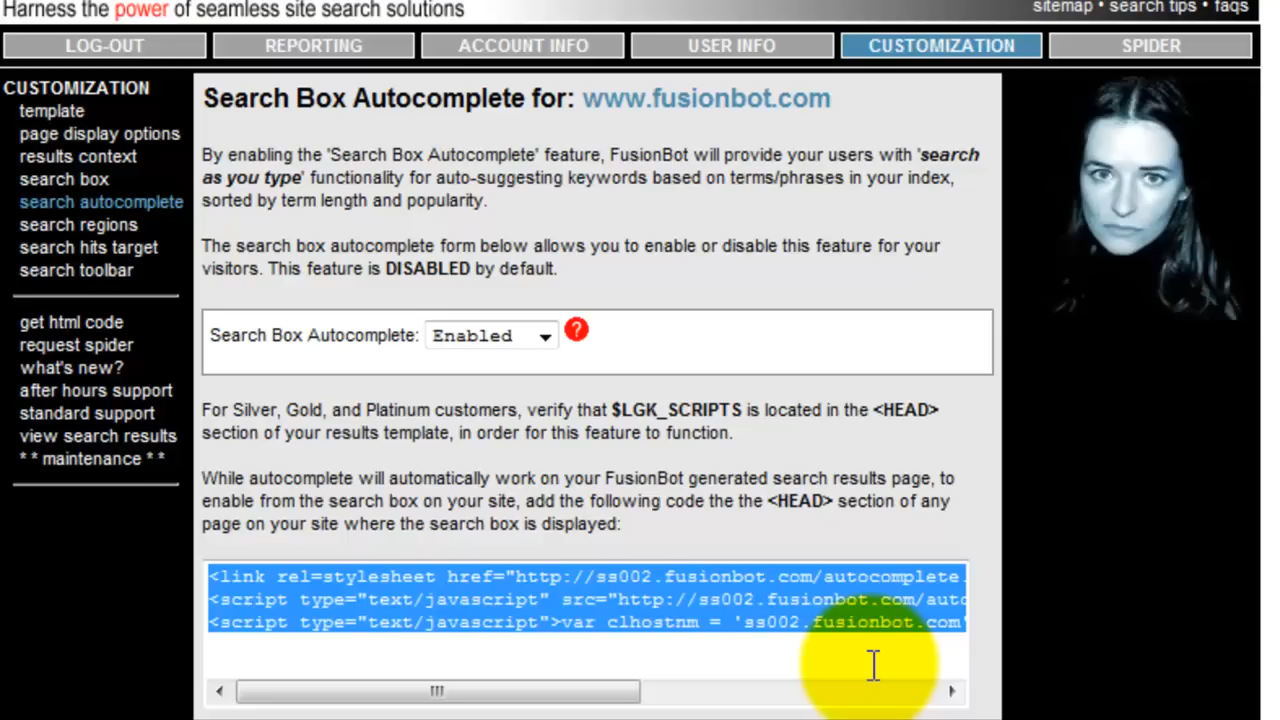 Harness the power of seamless site search solutions
sitemap • search tips • faqs
LOG-OUT
REPORTING
ACCOUNT INFO
USER INFO
CUSTOMIZATION
SPIDER
CUSTOMIZATION
template
page display options
results context
search box
search autocomplete
search regions
search hits target
search toolbar
get html code
request spider
what's new?
after hours support
standard support
view search results
* * maintenance * *
Search Box Autocomplete for: www.fusionbot.com
By enabling the 'Search Box Autocomplete' feature, FusionBot will provide your users with 'search
as you type' functionality for auto-suggesting keywords based on terms/phrases in your index,
sorted by term length and popularity.
The search box autocomplete form below allows you to enable or disable this feature for your
visitors. This feature is DISABLED by default.
Search Box Autocomplete: Enabled ?
For Silver, Gold, and Platinum customers, verify that $LGK_SCRIPTS is located in the <HEAD>
section of your results template, in order for this feature to function.
While autocomplete will automatically work on your FusionBot generated search results page, to
enable from the search box on your site, add the following code the the <HEAD> section of any
page on your site where the search box is displayed:
<link rel=stylesheet href="http://ss002.fusionbot.com/autocomplete.
<script type="text/javascript" src="http://ss002.fusionbot.com/auto
<script type="text/javascript">var clhostnm = 'ss002.fusionbot.com'